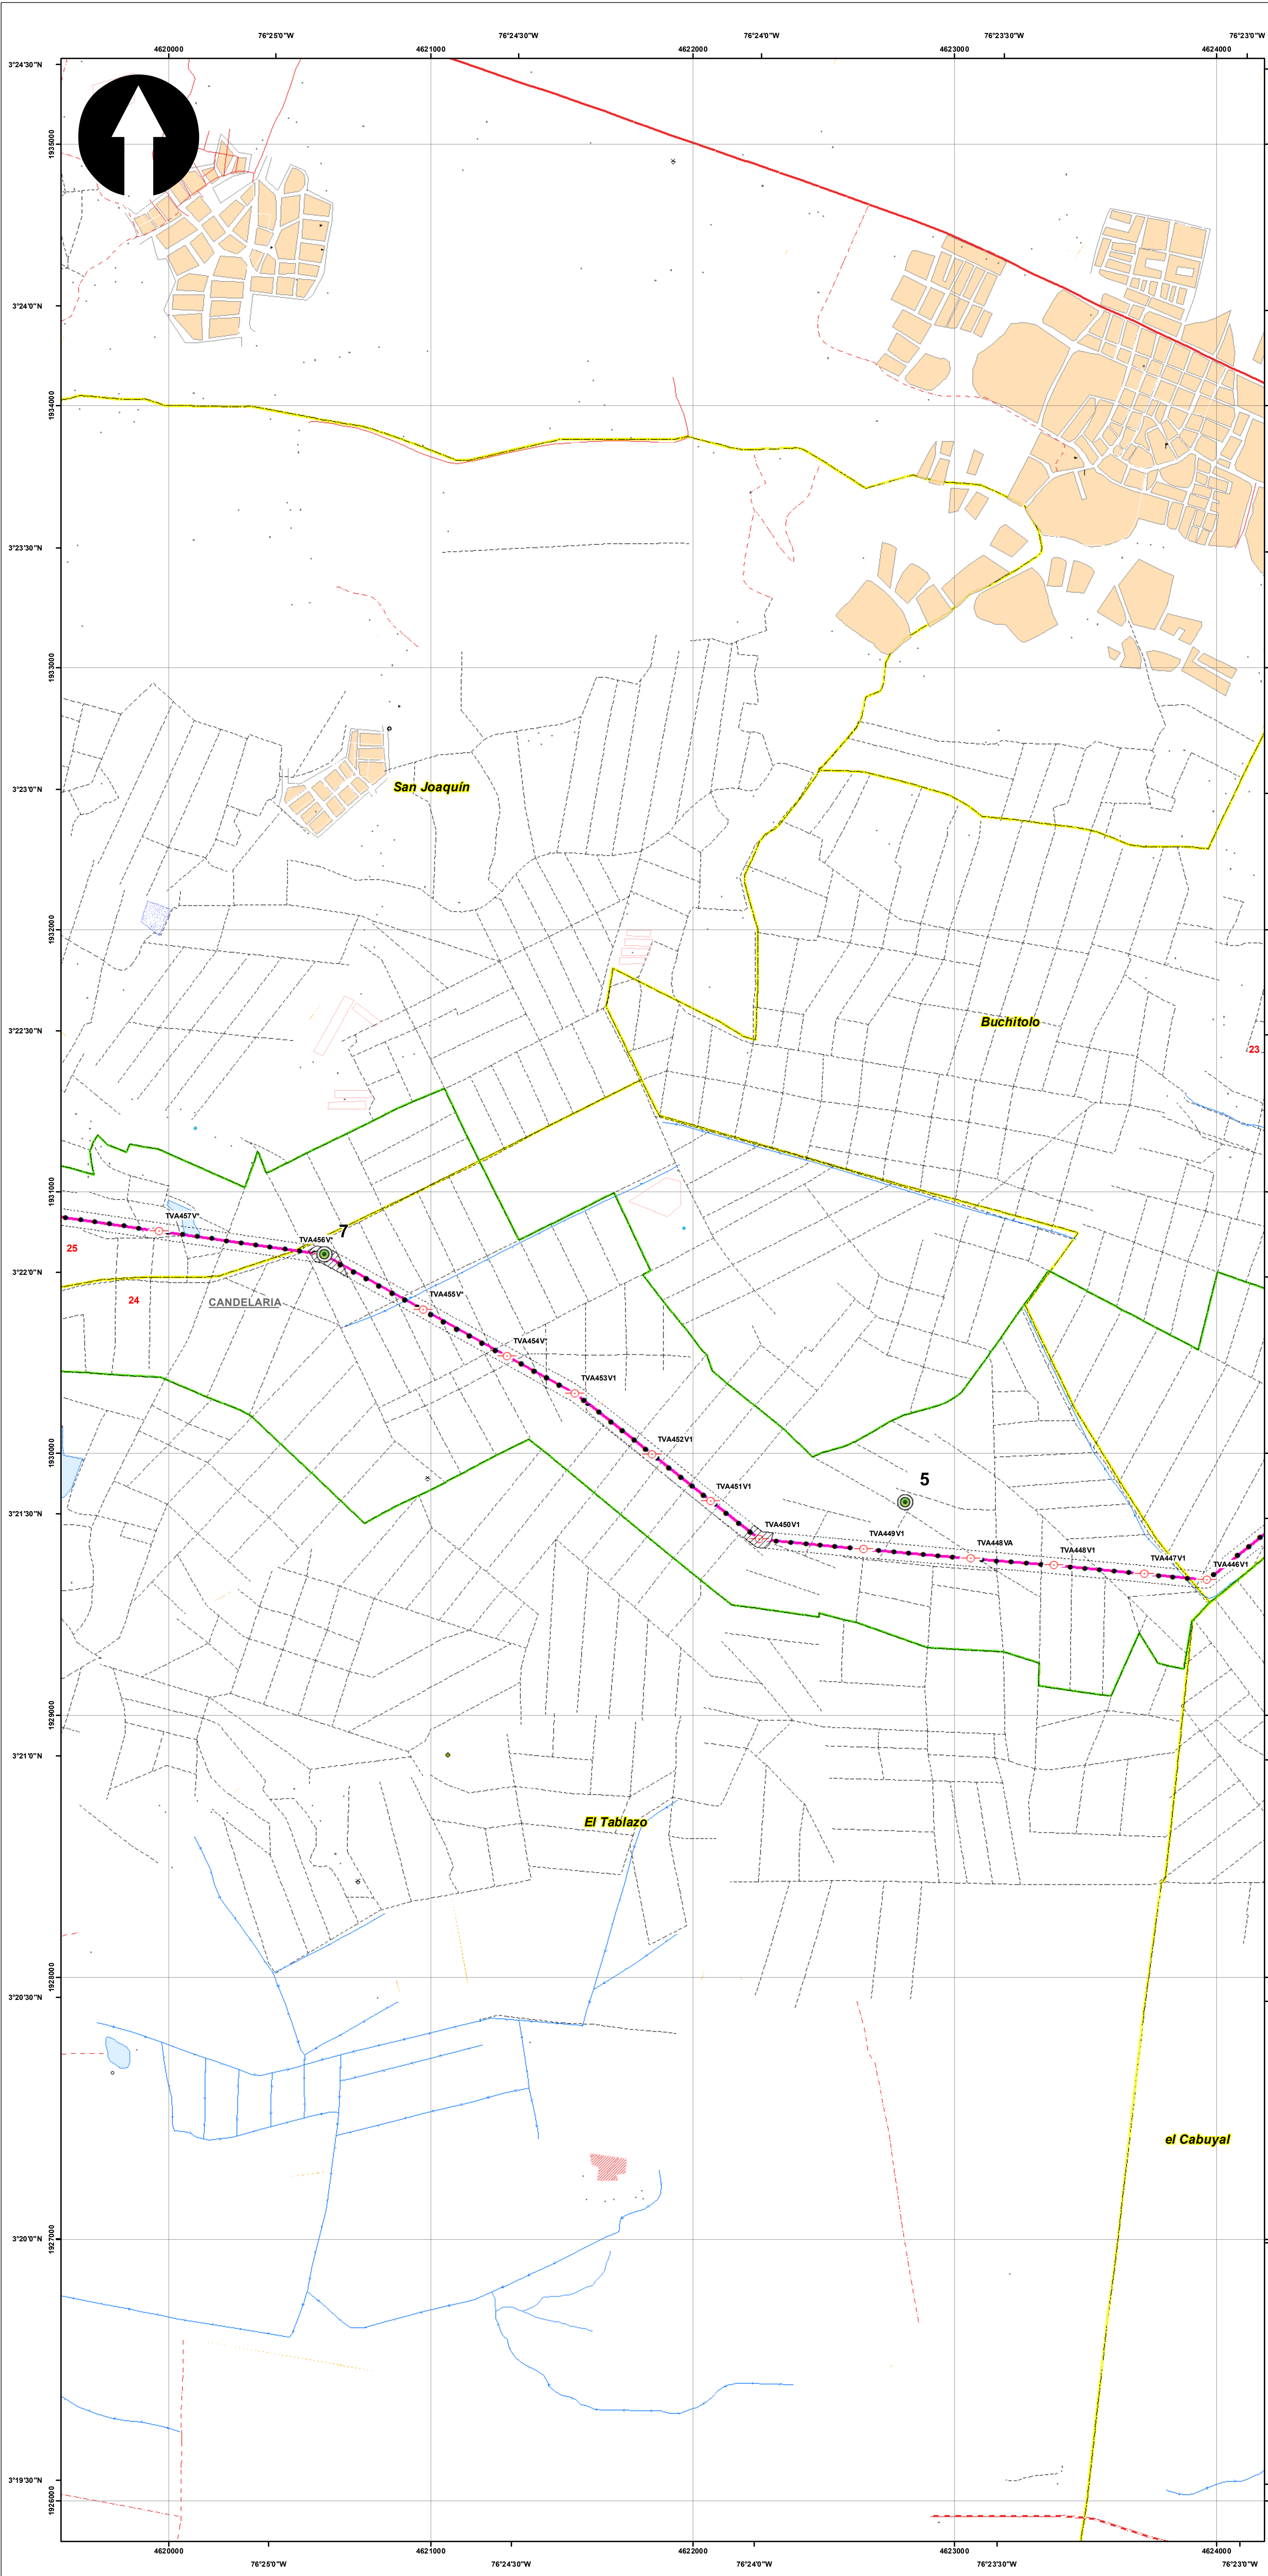 76°25'0"W 76°24'30"W 76°24'0"W 76°23'30"W 76°23'0"W
4620000 4621000 4622000 4623000 4624000
3°24'30"N
1935000
3°24'0"N
1934000
3°23'30"N
1933000
3°23'0"N
San Joaquín
1932000
Buchitolo
3°22'30"N
23
1931000
TVA457V*
7
TVA456V*
25
3°22'0"N
24
CANDELARIA
TVA455V*
TVA454V*
TVA453V1
TVA452V1
1930000
5
TVA451V1
3°21'30"N
TVA450V1
TVA449V1
TVA448VA
TVA448V1
TVA447V1
TVA446V1
1929000
3°21'0"N
El Tablazo
1928000
3°20'30"N
el Cabuyal
3°20'0"N
1927000
3°19'30"N
1926000
4620000 4621000 4622000 4623000 4624000
76°25'0"W 76°24'30"W 76°24'0"W 76°23'30"W 76°23'0"W